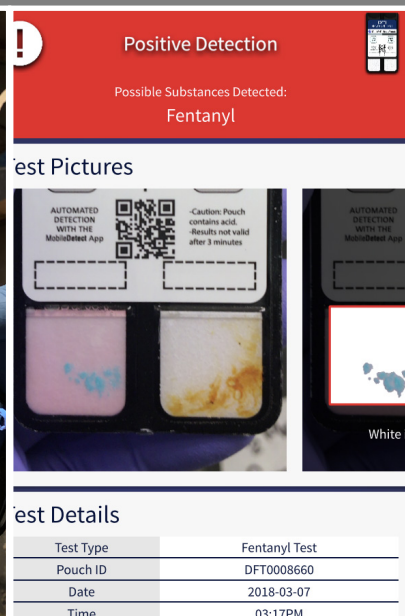 !
Positive Detection
Possible Substances Detected:
Fentanyl
est Pictures
AUTOMATED
DETECTION
WITH THE
MobileDetect App
-Caution: Pouch
contains acid.
-Results not valid
after 3 minutes
AUTOMATED
DETECTION
WITH THE
MobileDetect App
White
est Details
Test Type Fentanyl Test
Pouch ID DFT0008660
Date 2018-03-07
Time 03:17PM